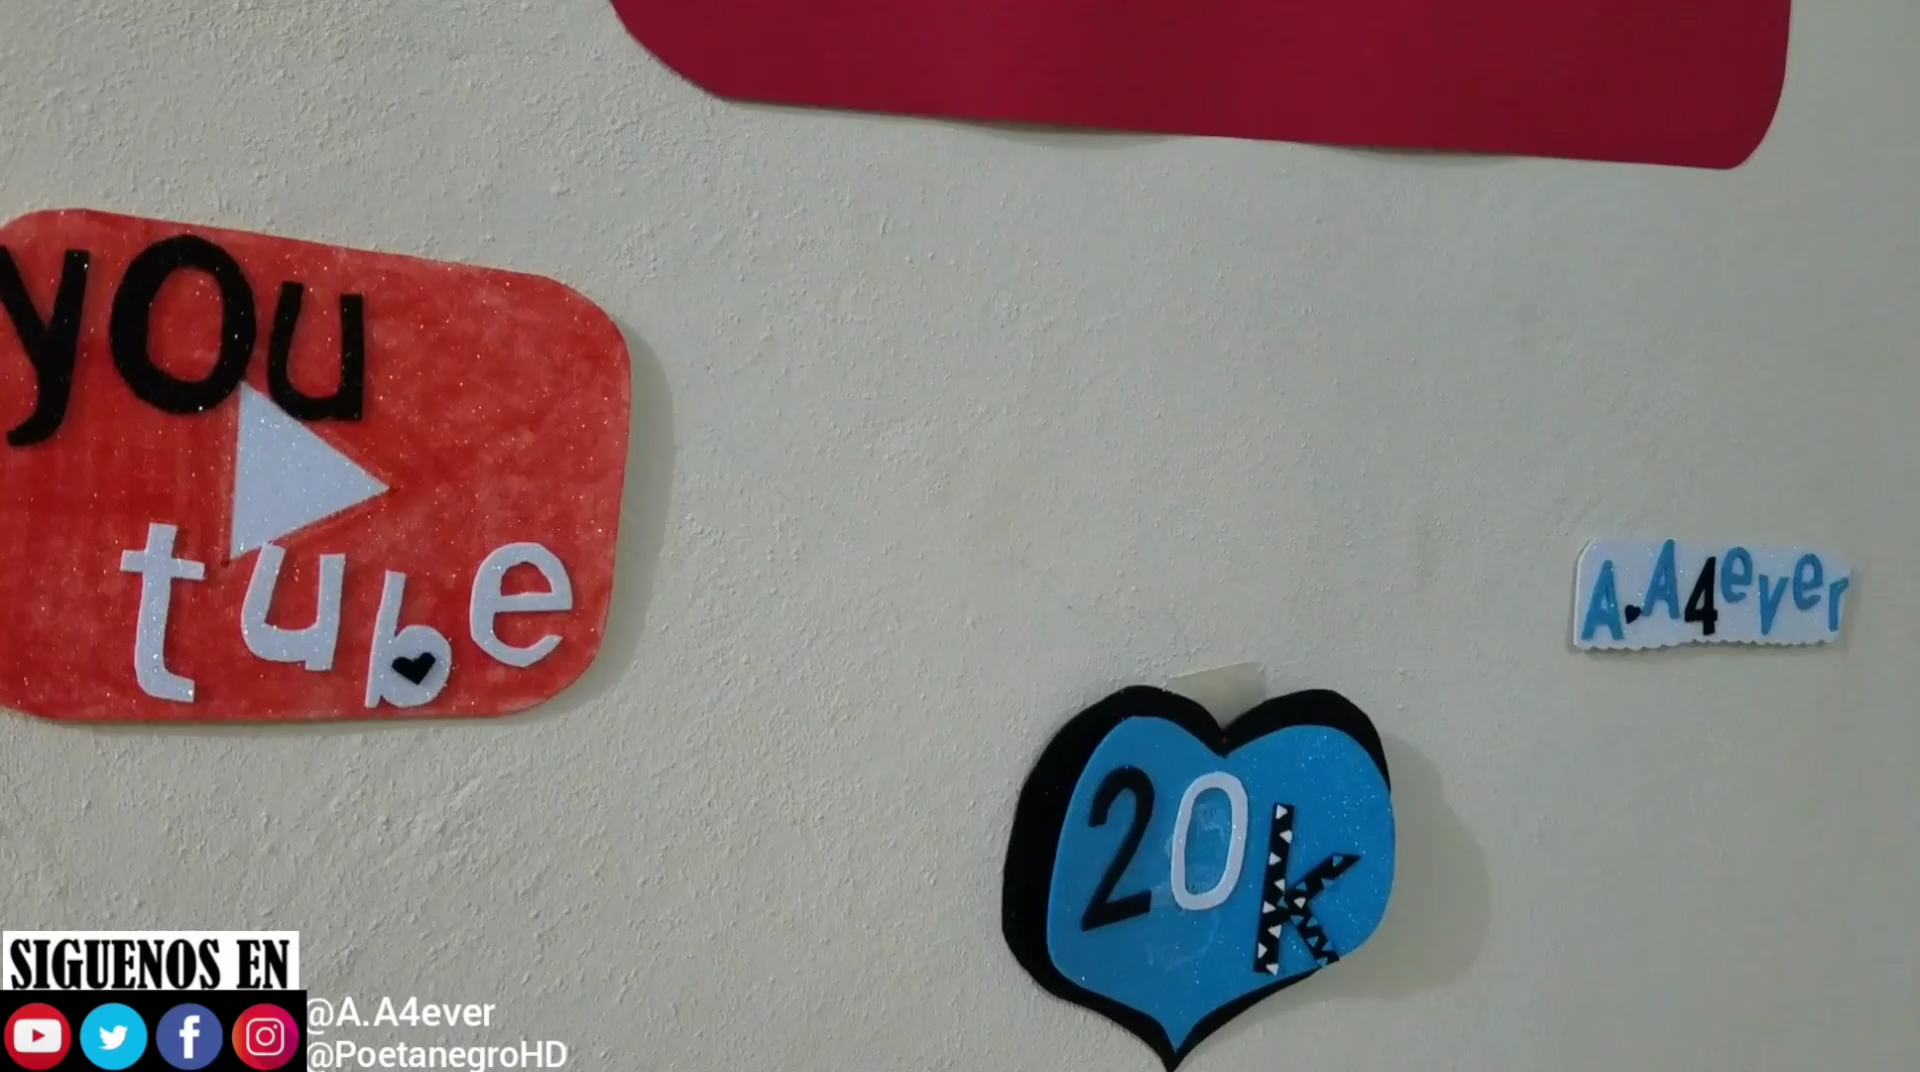 you
tube
A.A4ever
20K
SIGUENOS EN
@A.A4ever
@PoetanegroHD